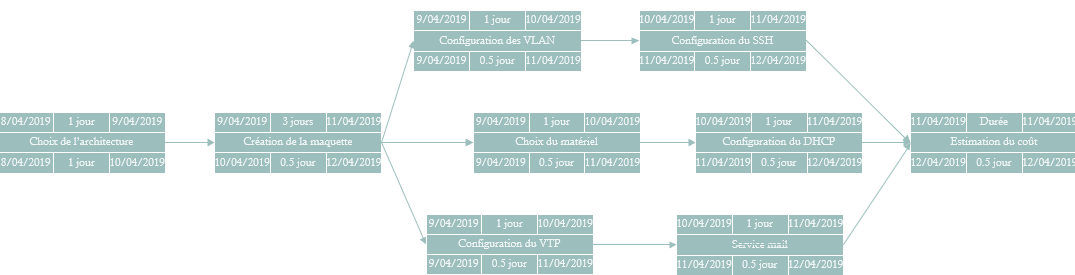 9/04/2019 1 jour 10/04/2019
Configuration des VLAN
9/04/2019 0.5 jour 11/04/2019
10/04/2019 1 jour 11/04/2019
Configuration du SSH
11/04/2019 0.5 jour 12/04/2019
8/04/2019 1 jour 9/04/2019
Choix de l'architecture
8/04/2019 1 jour 10/04/2019
9/04/2019 3 jours 11/04/2019
Création de la maquette
10/04/2019 0.5 jour 12/04/2019
9/04/2019 1 jour 10/04/2019
Choix du matériel
9/04/2019 0.5 jour 11/04/2019
10/04/2019 1 jour 11/04/2019
Configuration du DHCP
11/04/2019 0.5 jour 12/04/2019
11/04/2019 Durée 11/04/2019
Estimation du coût
12/04/2019 0.5 jour 12/04/2019
9/04/2019 1 jour 10/04/2019
Configuration du VTP
9/04/2019 0.5 jour 11/04/2019
10/04/2019 1 jour 11/04/2019
Service mail
11/04/2019 0.5 jour 12/04/2019